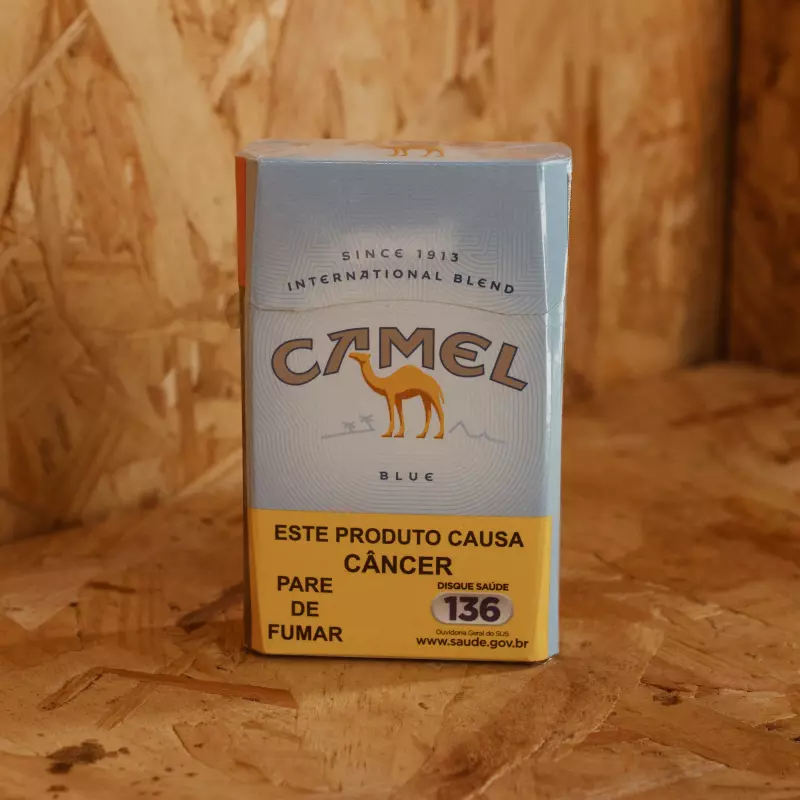 SINCE 1913
INTERNATIONAL BLEND
CAMEL
BLUE
ESTE PRODUTO CAUSA
CÂNCER
PARE
DE
FUMAR
DISQUE SAÚDE
136
Ouvidoria Geral do SUS
www.saude.gov.br